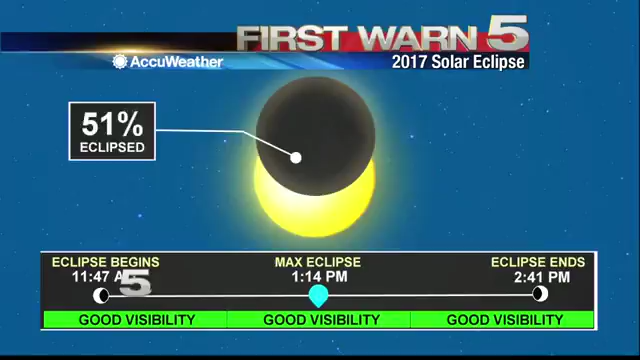 FIRST WARN 5
AccuWeather
2017 Solar Eclipse
51%
ECLIPSED
ECLIPSE BEGINS
11:47 A
5
MAX ECLIPSE
1:14 PM
ECLIPSE ENDS
2:41 PM
GOOD VISIBILITY
GOOD VISIBILITY
GOOD VISIBILITY